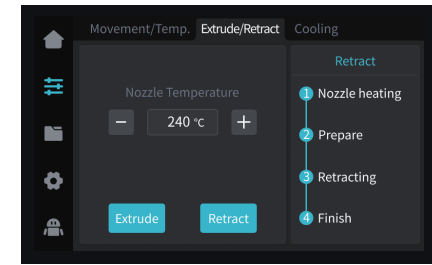 Movement/Temp. Extrude/Retract Cooling
Nozzle Temperature
− 240 °C +
Extrude Retract
Retract
1 Nozzle heating
2 Prepare
3 Retracting
4 Finish